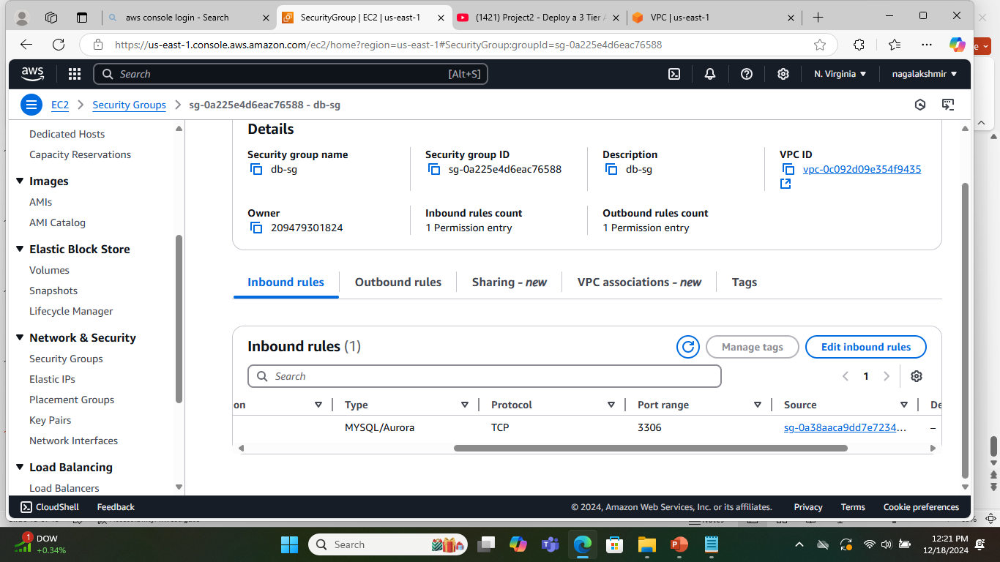 aws console login - Search
SecurityGroup | EC2 | us-east-1
(1421) Project2 - Deploy a 3 Tier
VPC | us-east-1
https://us-east-1.console.aws.amazon.com/ec2/home?region=us-east-1#SecurityGroup:groupId=sg-0a225e4d6eac76588
aws
Search
[Alt+S]
N. Virginia
nagalakshmir
EC2
Security Groups
sg-0a225e4d6eac76588 - db-sg
Dedicated Hosts
Capacity Reservations
Images
AMIs
AMI Catalog
Elastic Block Store
Volumes
Snapshots
Lifecycle Manager
Network & Security
Security Groups
Elastic IPs
Placement Groups
Key Pairs
Network Interfaces
Load Balancing
Load Balancers
Details
Security group name
db-sg
Security group ID
sg-0a225e4d6eac76588
Description
db-sg
VPC ID
vpc-0c092d09e354f9435
Owner
209479301824
Inbound rules count
1 Permission entry
Outbound rules count
1 Permission entry
Inbound rules
Outbound rules
Sharing - new
VPC associations - new
Tags
Inbound rules (1)
Manage tags
Edit inbound rules
Search
1
on Type Protocol Port range Source De
MYSQL/Aurora TCP 3306 sg-0a38aaca9dd7e7234... –
CloudShell
Feedback
© 2024, Amazon Web Services, Inc. or its affiliates.
Privacy
Terms
Cookie preferences
1
DOW
+0.34%
Search
12:21 PM
12/18/2024